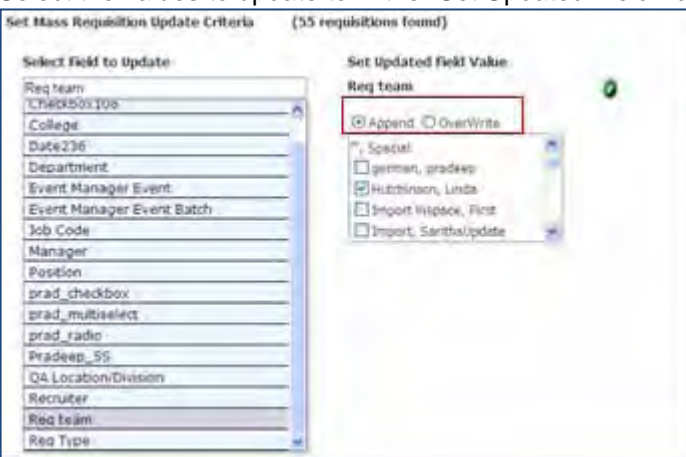 Set Mass Requisition Update Criteria (55 requisitions found)
Select Field to Update
Req team
Checkbox106
College
Date236
Department
Event Manager Event
Event Manager Event Batch
Job Code
Manager
Position
prad_checkbox
prad_multiselect
prad_radio
Pradeep_SS
QA Location/Division
Recruiter
Req team
Req Type
Set Updated Field Value
Req team
Append OverWrite
*, Special
german, pradeep
Hutchinson, Linda
Import Hispace, First
Import, SarithaUpdate